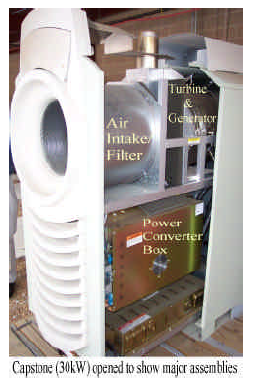 Turbine
&
Generator
Air
Intake/
Filter
Power
Converter
Box
Capstone (30kW) opened to show major assemblies